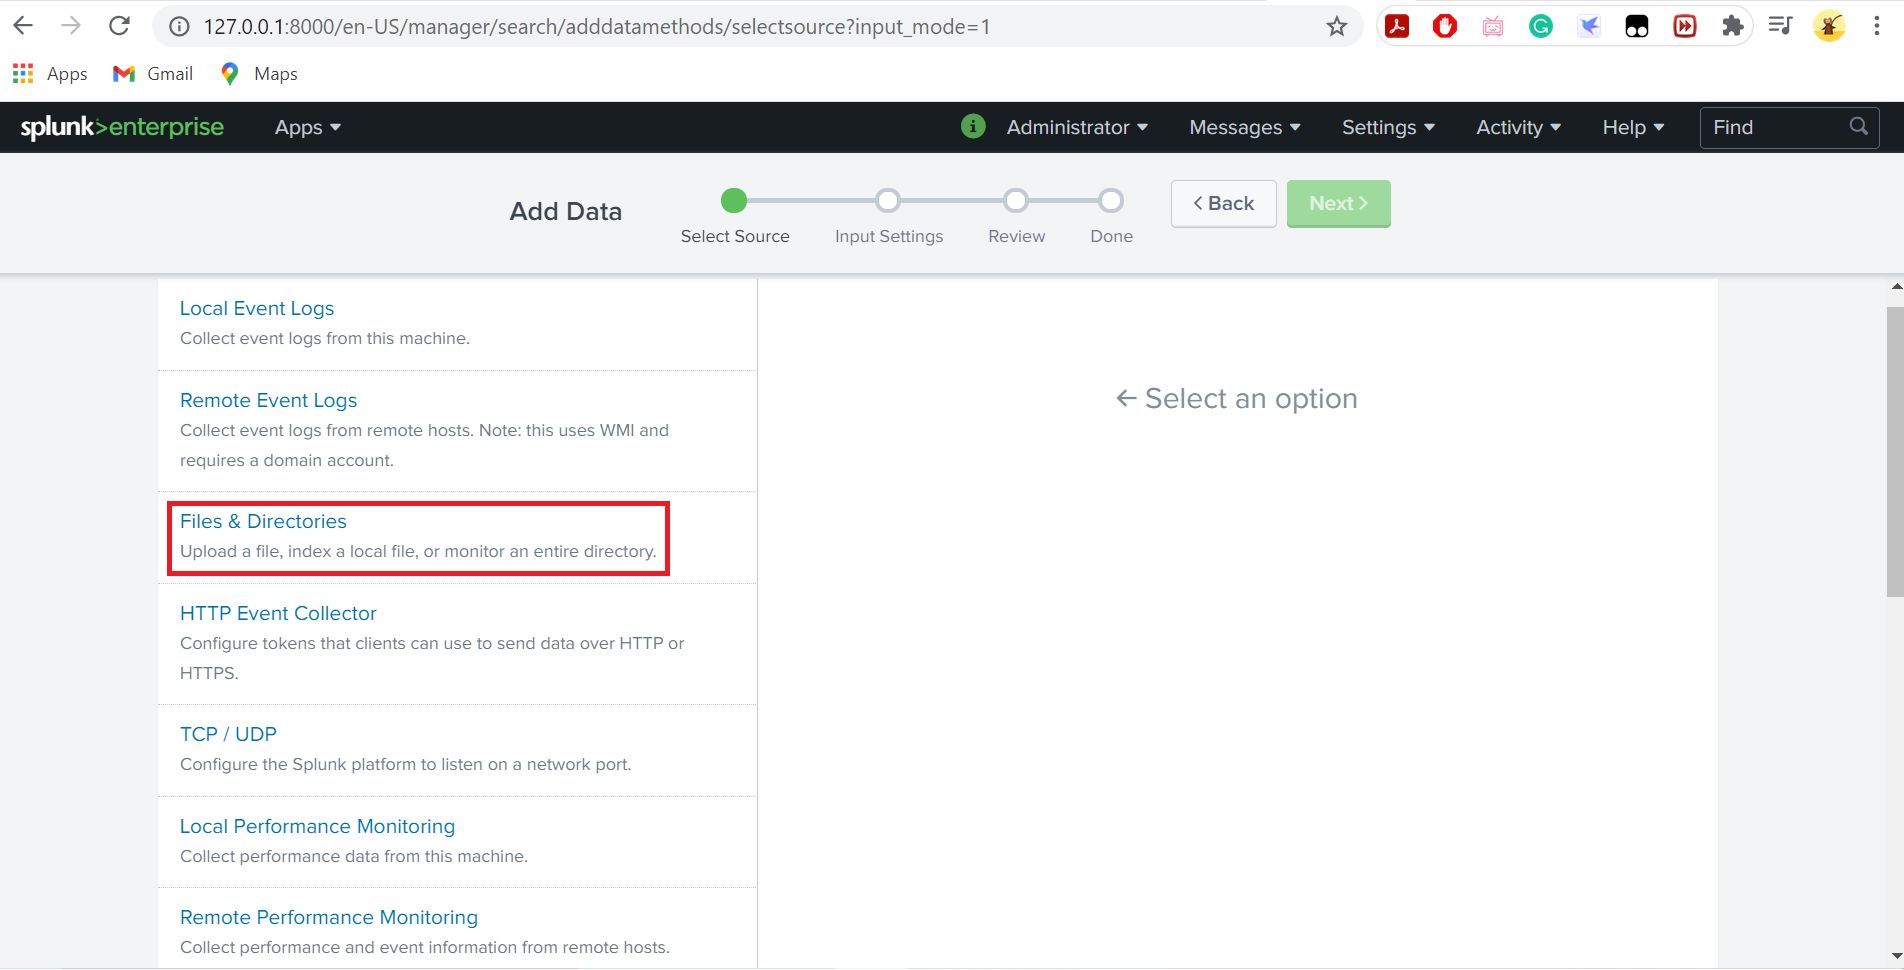 127.0.0.1:8000/en-US/manager/search/adddatamethods/selectsource?input_mode=1
Apps Gmail Maps
splunk>enterprise Apps i Administrator Messages Settings Activity Help Find
Add Data Select Source Input Settings Review Done < Back Next >
Local Event Logs
Collect event logs from this machine.
Remote Event Logs
Collect event logs from remote hosts. Note: this uses WMI and
requires a domain account.
Files & Directories
Upload a file, index a local file, or monitor an entire directory.
HTTP Event Collector
Configure tokens that clients can use to send data over HTTP or
HTTPS.
TCP / UDP
Configure the Splunk platform to listen on a network port.
Local Performance Monitoring
Collect performance data from this machine.
Remote Performance Monitoring
Collect performance and event information from remote hosts.
← Select an option